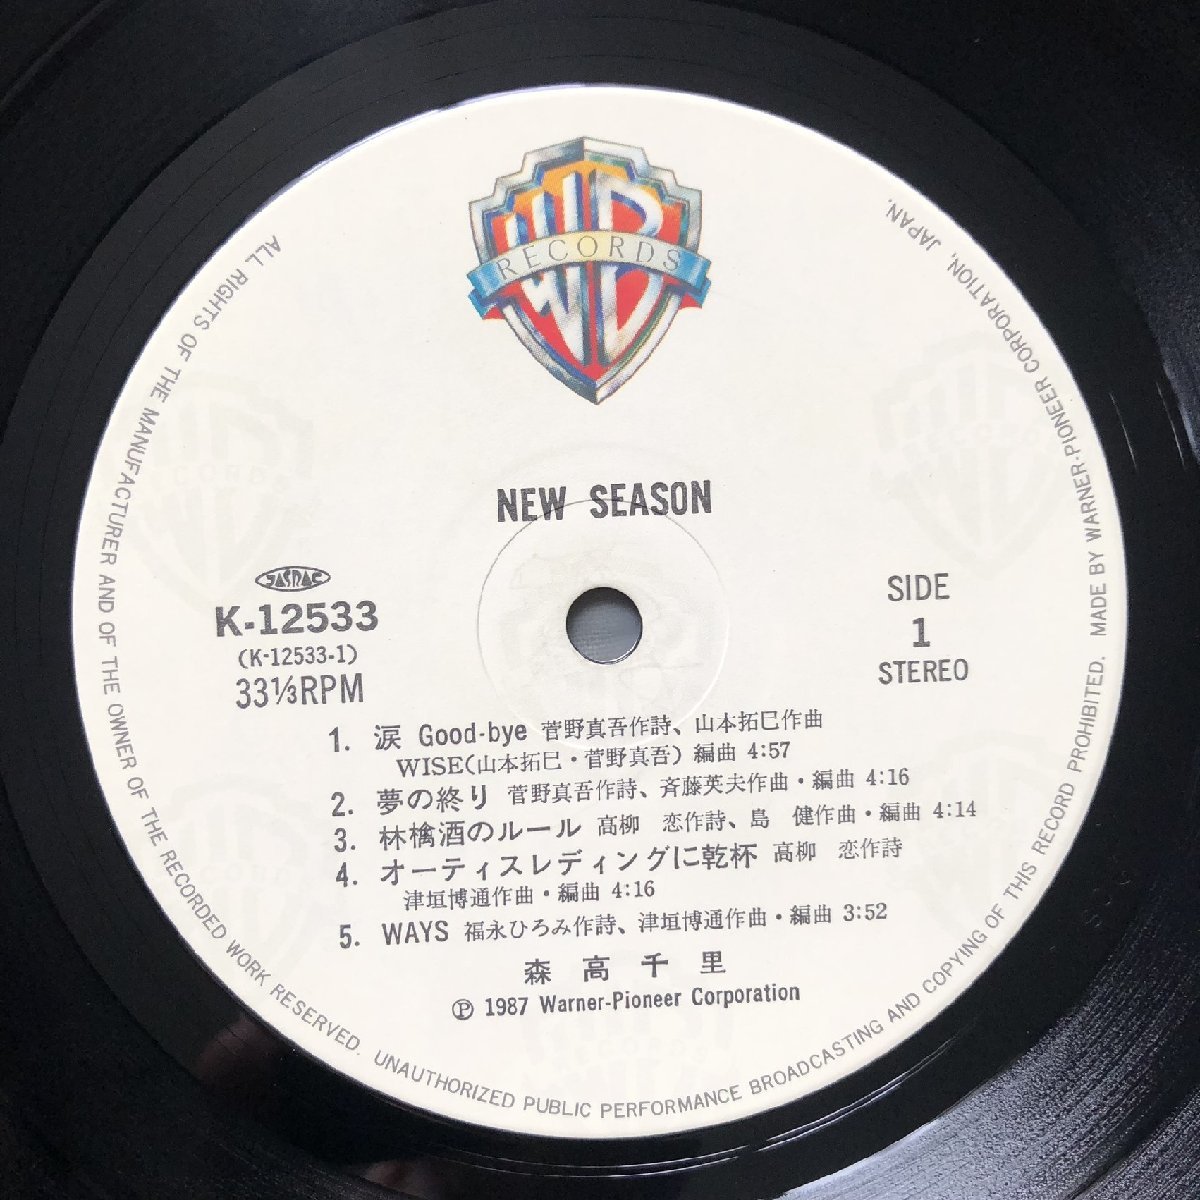 WB
RECORDS
NEW SEASON
JASRAC
K-12533
(K-12533-1)
33⅓RPM
SIDE
1
STEREO
1. 涙 Good-bye 菅野真吾作詩、山本拓巳作曲
WISE(山本拓巳・菅野真吾) 編曲 4:57
2. 夢の終り 菅野真吾作詩、斉藤英夫作曲・編曲 4:16
3. 林檎酒のルール 高柳 恋作詩、島 健作曲・編曲 4:14
4. オーティスレディングに乾杯 高柳 恋作詩
津垣博通作曲・編曲 4:16
5. WAYS 福永ひろみ作詩、津垣博通作曲・編曲 3:52
森高千里
Ⓟ 1987 Warner-Pioneer Corporation
ALL RIGHTS OF THE MANUFACTURER AND OF THE OWNER OF THE RECORDED WORK RESERVED. UNAUTHORIZED PUBLIC PERFORMANCE BROADCASTING AND COPYING OF THIS RECORD PROHIBITED. MADE BY WARNER-PIONEER CORPORATION, JAPAN.